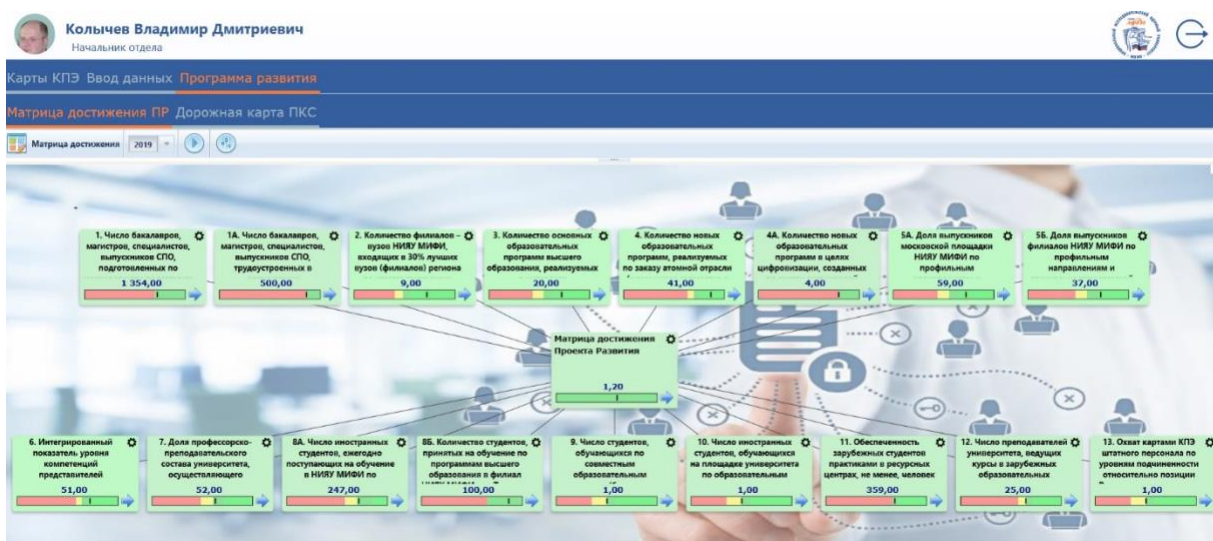 Колычев Владимир Дмитриевич
Начальник отдела
Карты КПЭ Ввод данных Программа развития
Матрица достижения ПР Дорожная карта ПКС
Матрица достижения 2019
1. Число бакалавров,
магистров, специалистов,
выпускников СПО,
подготовленных по
1 354,00
1А. Число бакалавров,
магистров, специалистов,
выпускников СПО,
трудоустроенных в
500,00
2. Количество филиалов –
вузов НИЯУ МИФИ,
входящих в 30% лучших
вузов (филиалов) региона
9,00
3. Количество основных
образовательных
программ высшего
образования, реализуемых
20,00
4. Количество новых
образовательных
программ, реализуемых
по заказу атомной отрасли
41,00
4А. Количество новых
образовательных
программ в целях
цифровизации, созданных
4,00
5А. Доля выпускников
московской площадки
НИЯУ МИФИ по
профильным
59,00
5Б. Доля выпускников
филиалов НИЯУ МИФИ по
профильным
направлениям и
37,00
Матрица достижения
Проекта Развития
1,20
6. Интегрированный
показатель уровня
компетенций
представителей
51,00
7. Доля профессорско-
преподавательского
состава университета,
осуществляющего
52,00
8А. Число иностранных
студентов, ежегодно
поступающих на обучение
в НИЯУ МИФИ по
247,00
8Б. Количество студентов,
принятых на обучение по
программам высшего
образования в филиал
100,00
9. Число студентов,
обучающихся по
совместным
образовательным
1,00
10. Число иностранных
студентов, обучающихся
на площадке университета
по образовательным
1,00
11. Обеспеченность
зарубежных студентов
практиками в ресурсных
центрах, не менее, человек
359,00
12. Число преподавателей
университета, ведущих
курсы в зарубежных
образовательных
25,00
13. Охват картами КПЭ
штатного персонала по
уровням подчиненности
относительно позиции
1,00